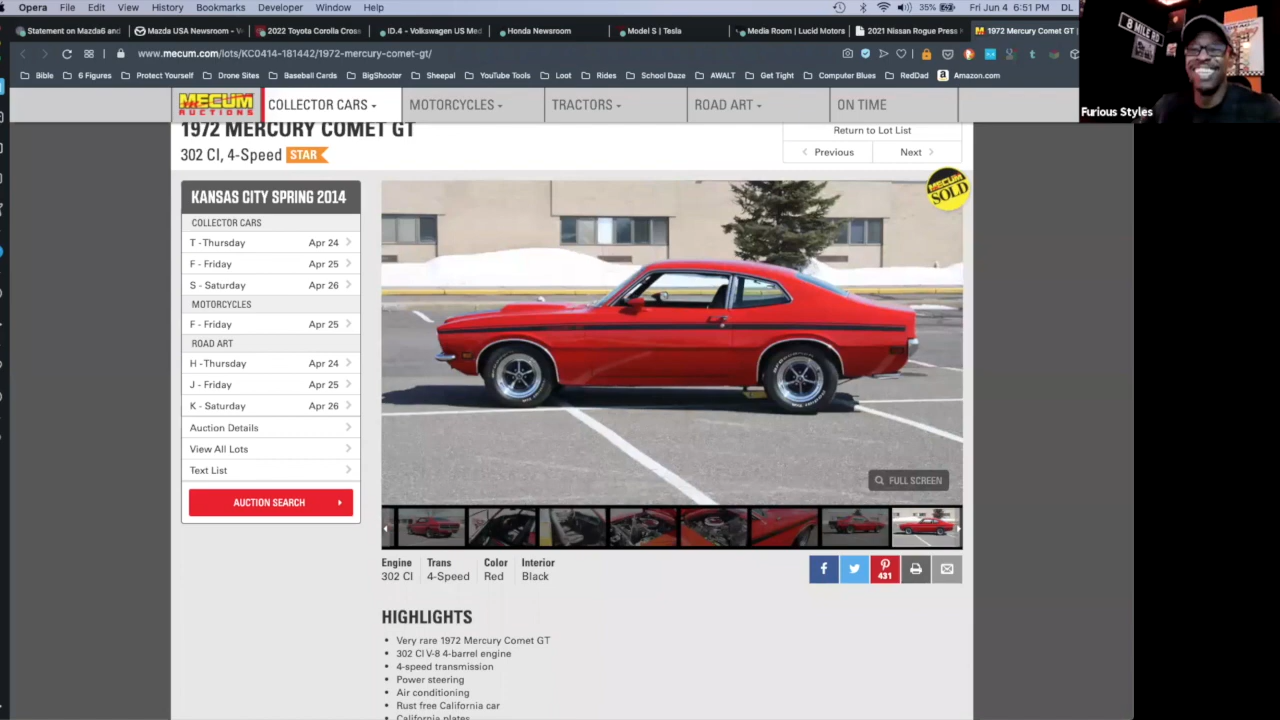 Opera File Edit View History Bookmarks Developer Window Help
35% Fri Jun 4 6:51 PM DL
Statement on Mazda6 and
Mazda USA Newsroom - V
2022 Toyota Corolla Cross
ID.4 - Volkswagen US Med
Honda Newsroom
Model S | Tesla
Media Room | Lucid Motors
2021 Nissan Rogue Press K
1972 Mercury Comet GT |
www.mecum.com/lots/KC0414-181442/1972-mercury-comet-gt/
Bible 6 Figures Protect Yourself Drone Sites Baseball Cards BigShooter Sheepal YouTube Tools Loot Rides School Daze AWALT Get Tight Computer Blues RedDad Amazon.com
8 MILE RD
Furious Styles
MECUM
AUCTIONS
COLLECTOR CARS
MOTORCYCLES
TRACTORS
ROAD ART
ON TIME
1972 MERCURY COMET GT
302 CI, 4-Speed STAR
Return to Lot List
Previous Next
KANSAS CITY SPRING 2014
COLLECTOR CARS
T - Thursday Apr 24
F - Friday Apr 25
S - Saturday Apr 26
MOTORCYCLES
F - Friday Apr 25
ROAD ART
H - Thursday Apr 24
J - Friday Apr 25
K - Saturday Apr 26
Auction Details
View All Lots
Text List
AUCTION SEARCH
MECUM
SOLD
FULL SCREEN
Engine Trans Color Interior
302 CI 4-Speed Red Black
431
HIGHLIGHTS
• Very rare 1972 Mercury Comet GT
• 302 CI V-8 4-barrel engine
• 4-speed transmission
• Power steering
• Air conditioning
• Rust free California car
• California plates